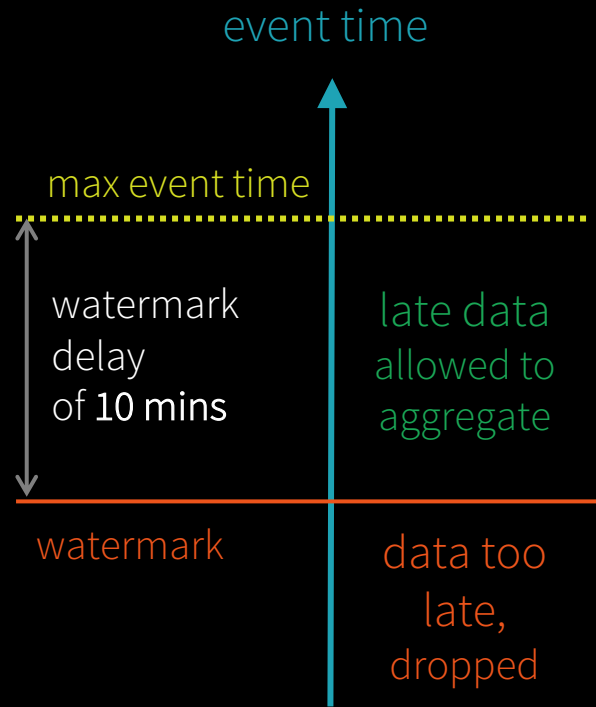 event time
max event time
watermark
delay
of 10 mins
late data
allowed to
aggregate
watermark
data too
late,
dropped